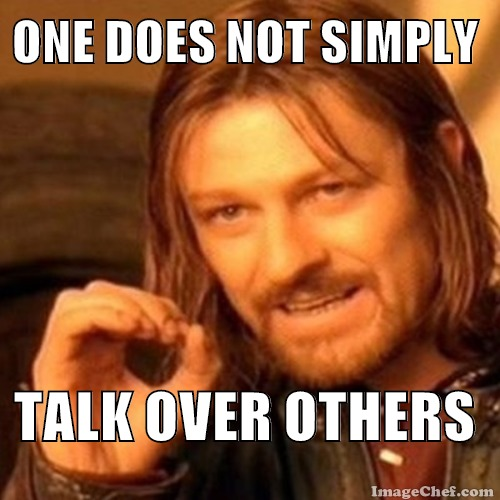 ONE DOES NOT SIMPLY
TALK OVER OTHERS
ImageChef.com